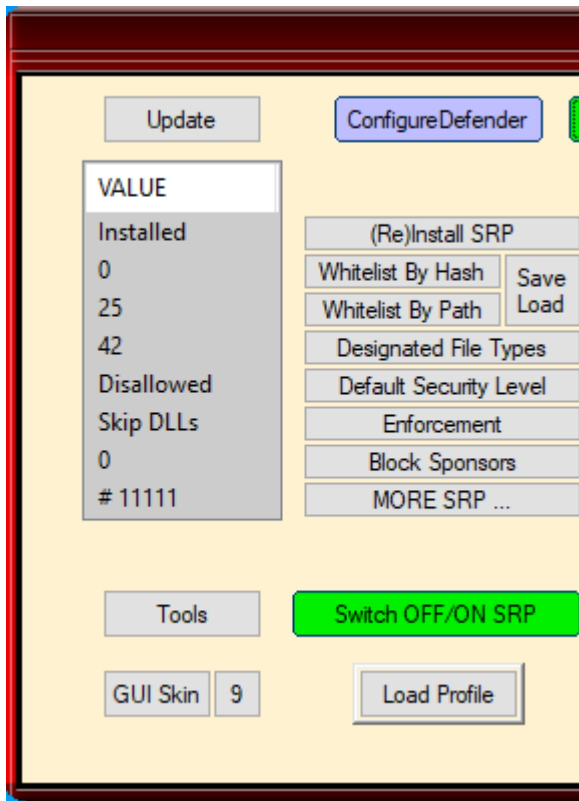 Update ConfigureDefender
VALUE
Installed (Re)Install SRP
0 Whitelist By Hash Save
25 Whitelist By Path Load
42 Designated File Types
Disallowed Default Security Level
Skip DLLs Enforcement
0 Block Sponsors
# 11111 MORE SRP ...
Tools Switch OFF/ON SRP
GUI Skin 9 Load Profile